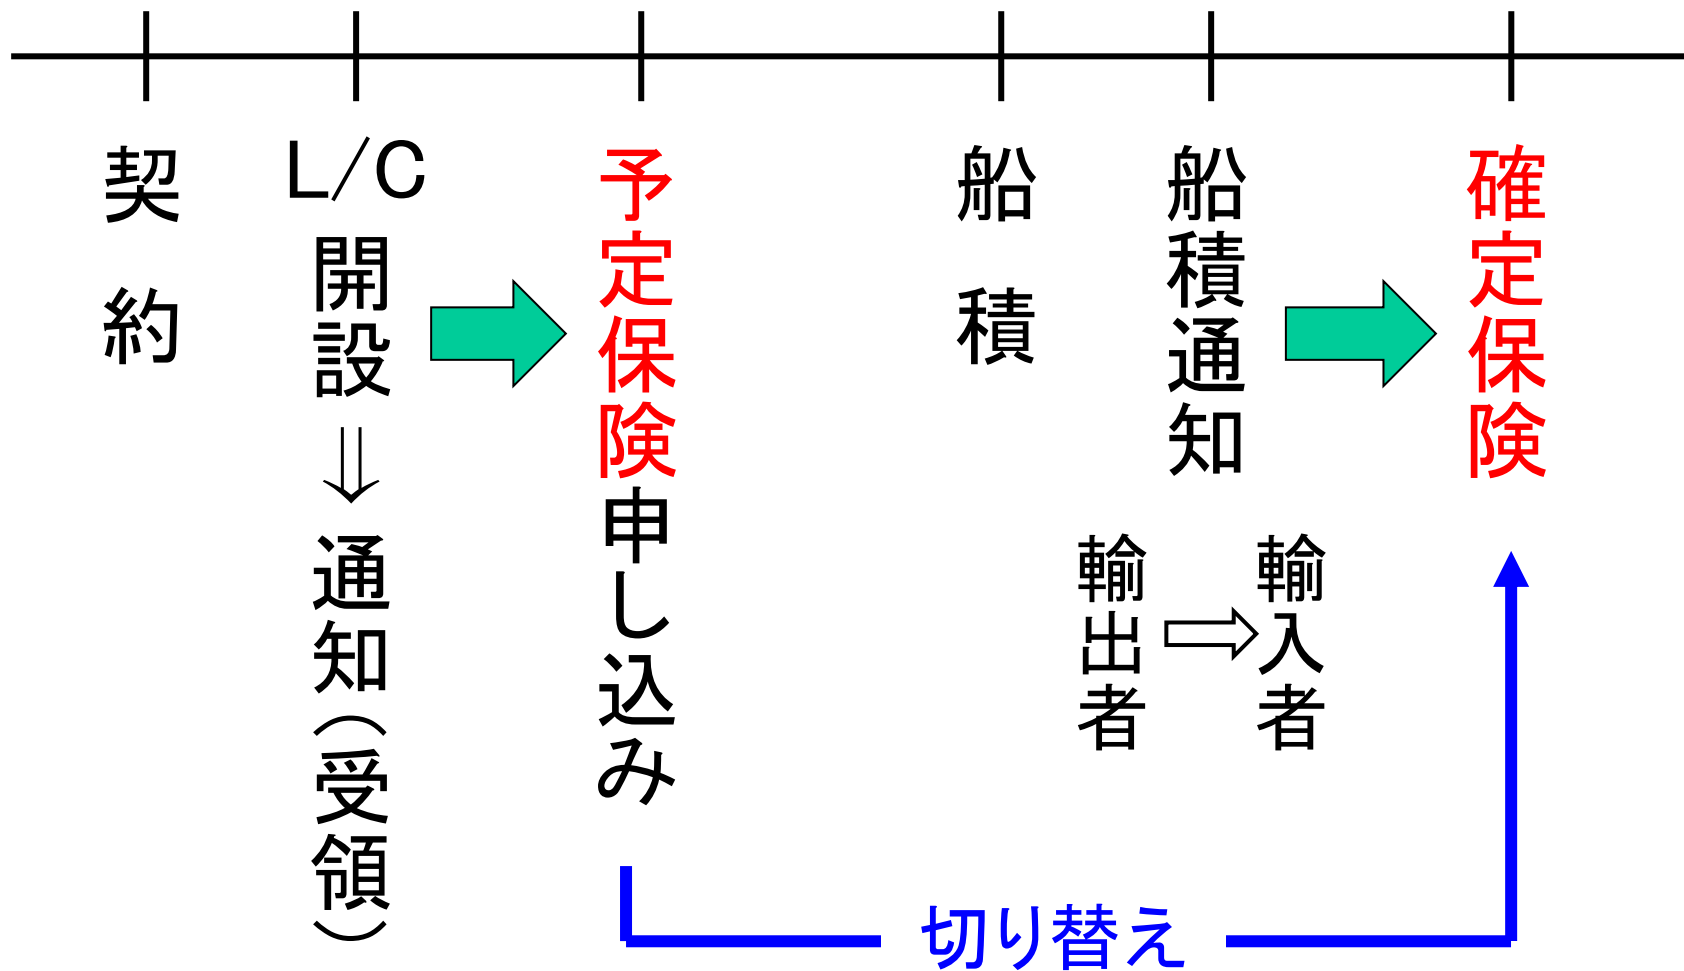 契約
L/C
開設
⇓
通知(受領)
予定保険申し込み
船積
船積通知
輸出者
輸入者
確定保険
切り替え